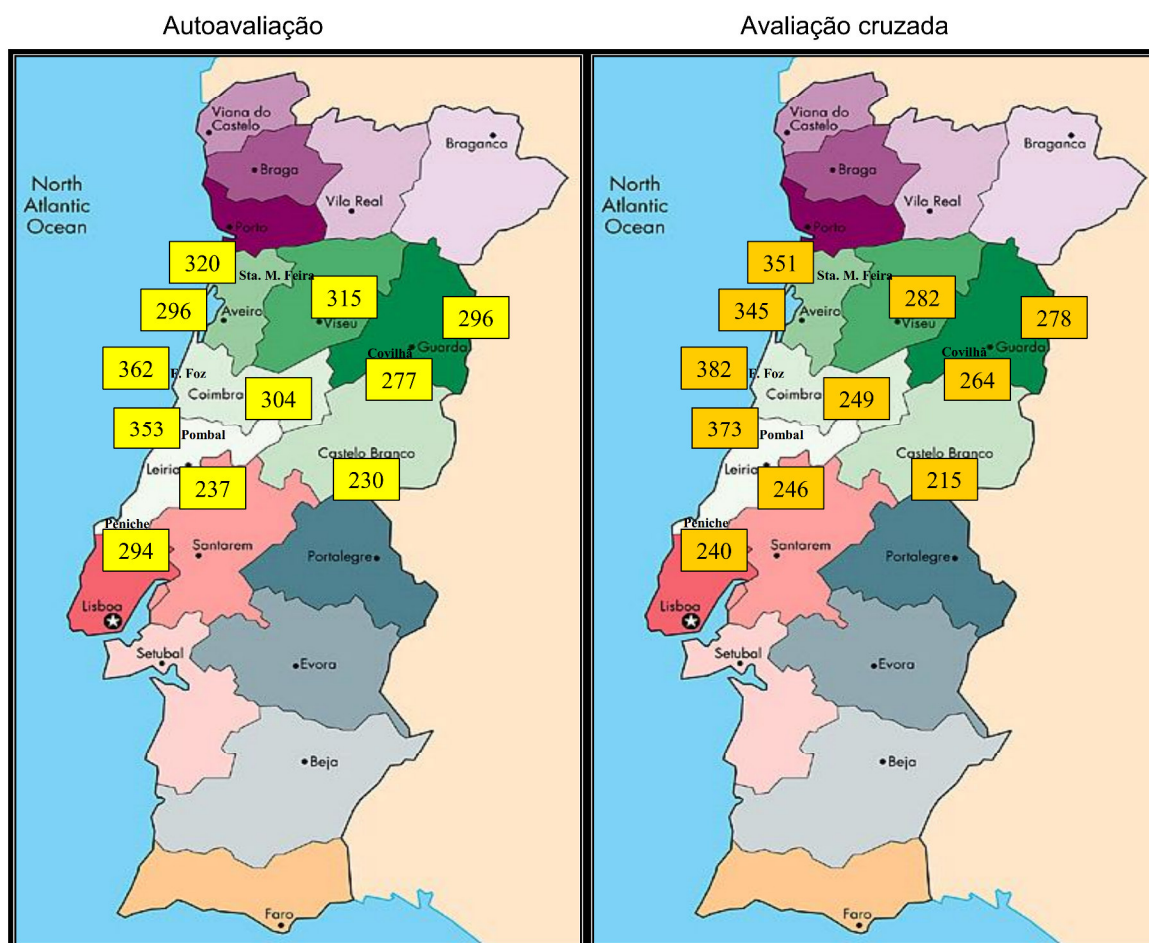 Autoavaliação
Avaliação cruzada
Viana do
Castelo
Braganca
Braga
North
Atlantic
Ocean
Vila Real
Porto
320
Sta. M. Feira
296
315
Aveiro
Viseu
296
Guarda
Covilhã
362
F. Foz
277
Coimbra
304
353
Pombal
Leiria
Castelo Branco
237
230
Peniche
294
Santarem
Portalegre
Lisboa
Setubal
Evora
Beja
Faro
Viana do
Castelo
Braganca
Braga
North
Atlantic
Ocean
Vila Real
Porto
351
Sta. M. Feira
345
282
Aveiro
Viseu
278
Guarda
Covilhã
382
F. Foz
264
Coimbra
249
373
Pombal
Leiria
Castelo Branco
246
215
Peniche
240
Santarem
Portalegre
Lisboa
Setubal
Evora
Beja
Faro